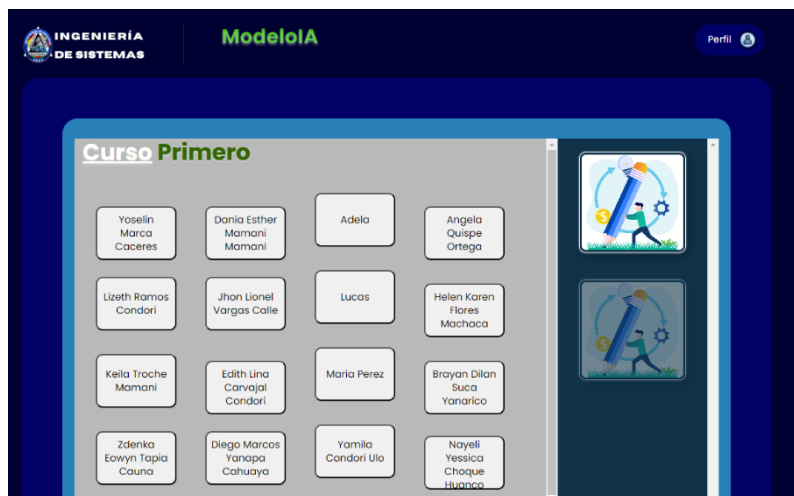 INGENIERÍA
DE SISTEMAS
ModeloIA
Perfil
Curso Primero
Yoselin
Marca
Caceres
Dania Esther
Mamani
Mamani
Adela
Angela
Quispe
Ortega
Lizeth Ramos
Condori
Jhon Lionel
Vargas Calle
Lucas
Helen Karen
Flores
Machaca
Keila Troche
Mamani
Edith Lina
Carvajal
Condori
Maria Perez
Brayan Dilan
Suca
Yanarico
Zdenka
Eowyn Tapia
Cauna
Diego Marcos
Yanapa
Cahuaya
Yamila
Condori Ulo
Nayeli
Yessica
Choque
Huanco